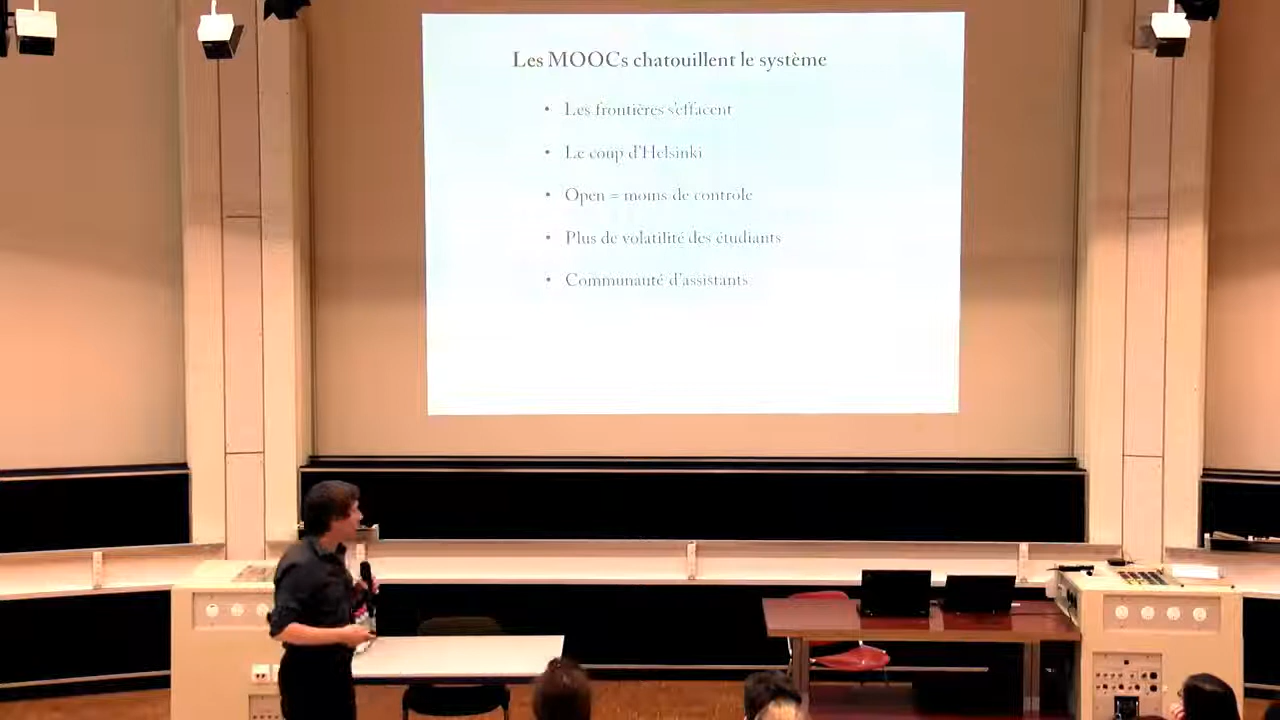 Les MOOCs chatouillent le système
• Les frontières s'effacent
• Le coup d'Helsinki
• Open = moins de controle
• Plus de volatilité des étudiants
• Communauté d'assistants